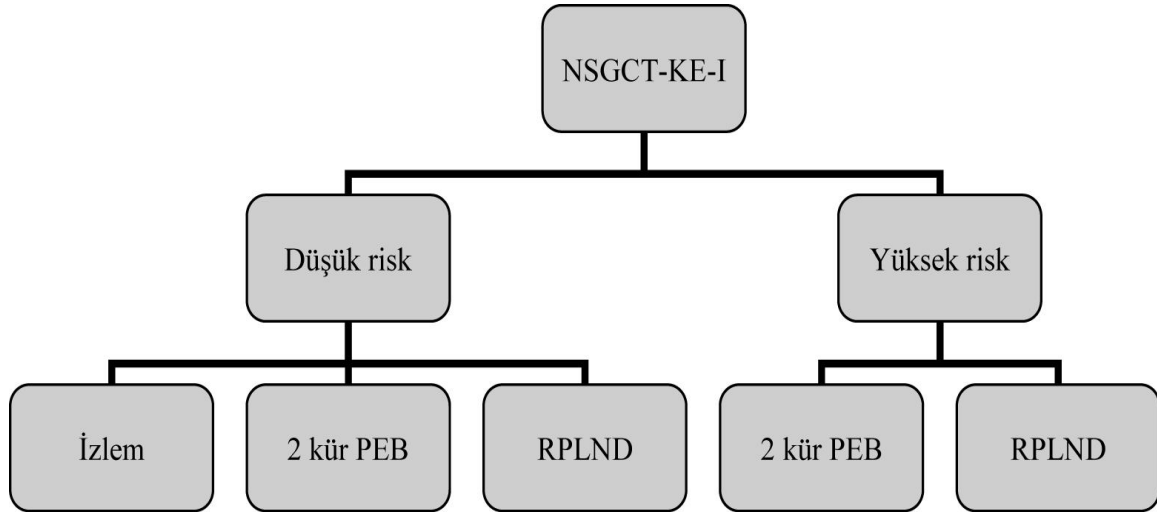 NSGCT-KE-I
Düşük risk
Yüksek risk
İzlem
2 kür PEB
RPLND
2 kür PEB
RPLND